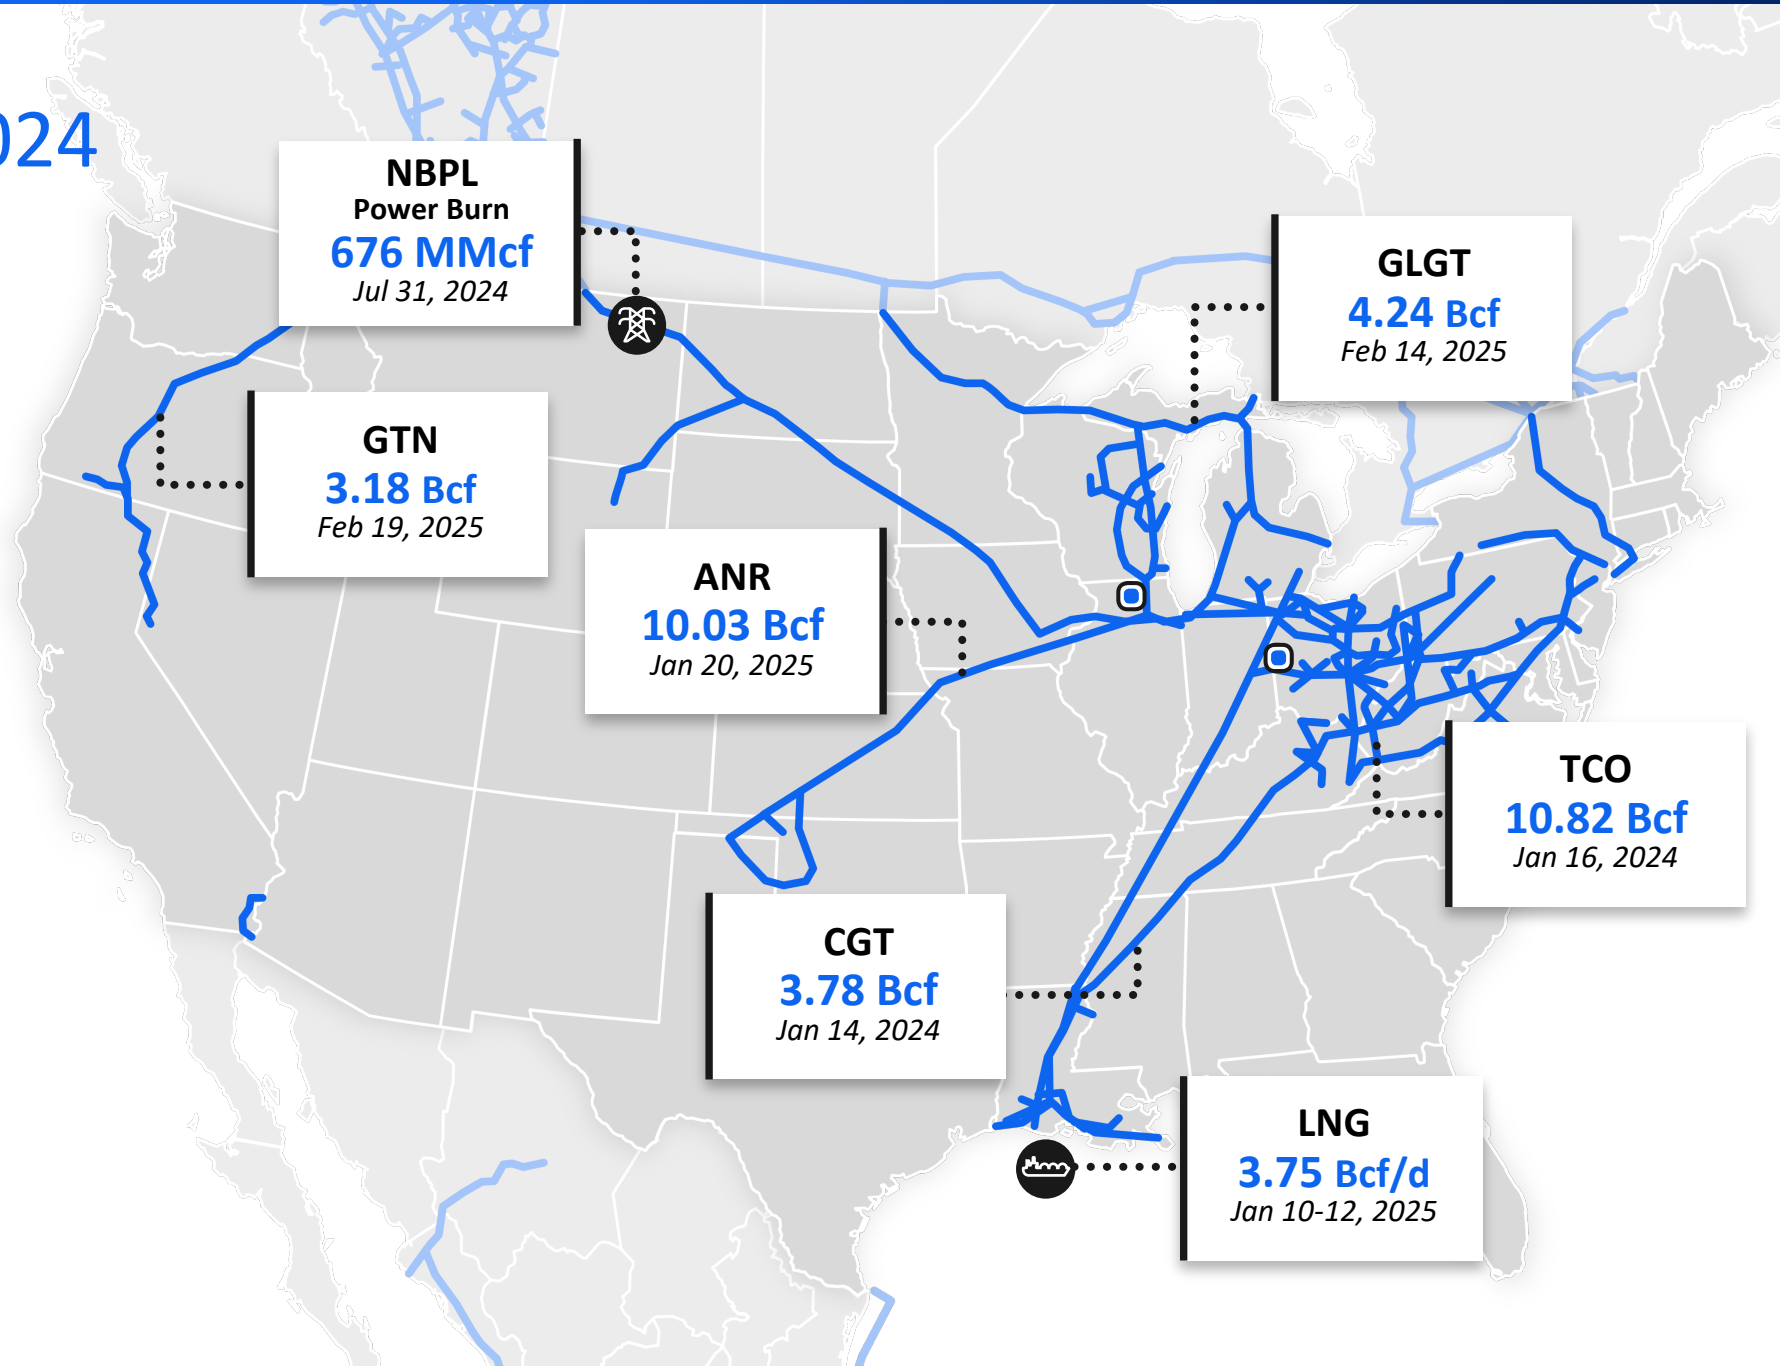 024
NBPL
Power Burn
676 MMcf
Jul 31, 2024
GLGT
4.24 Bcf
Feb 14, 2025
GTN
3.18 Bcf
Feb 19, 2025
ANR
10.03 Bcf
Jan 20, 2025
TCO
10.82 Bcf
Jan 16, 2024
CGT
3.78 Bcf
Jan 14, 2024
LNG
3.75 Bcf/d
Jan 10-12, 2025